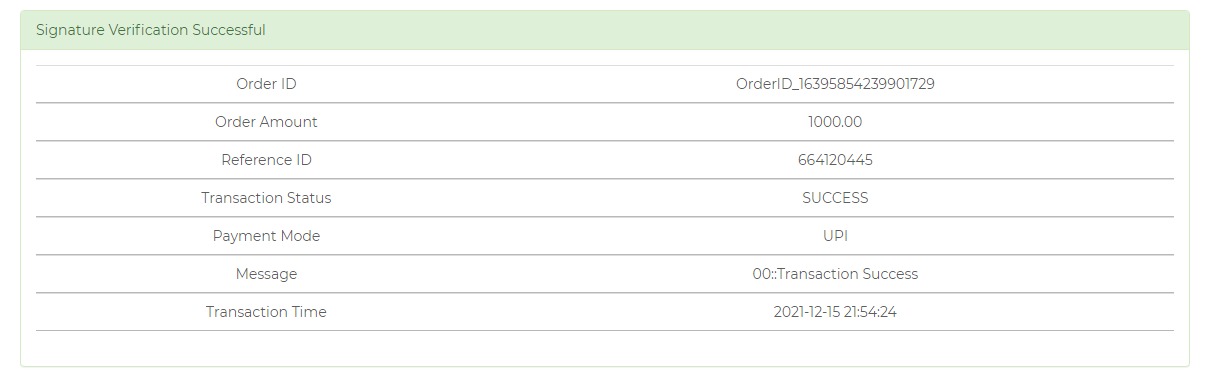 Signature Verification Successful
Order ID OrderID_16395854239901729
Order Amount 1000.00
Reference ID 664120445
Transaction Status SUCCESS
Payment Mode UPI
Message 00::Transaction Success
Transaction Time 2021-12-15 21:54:24